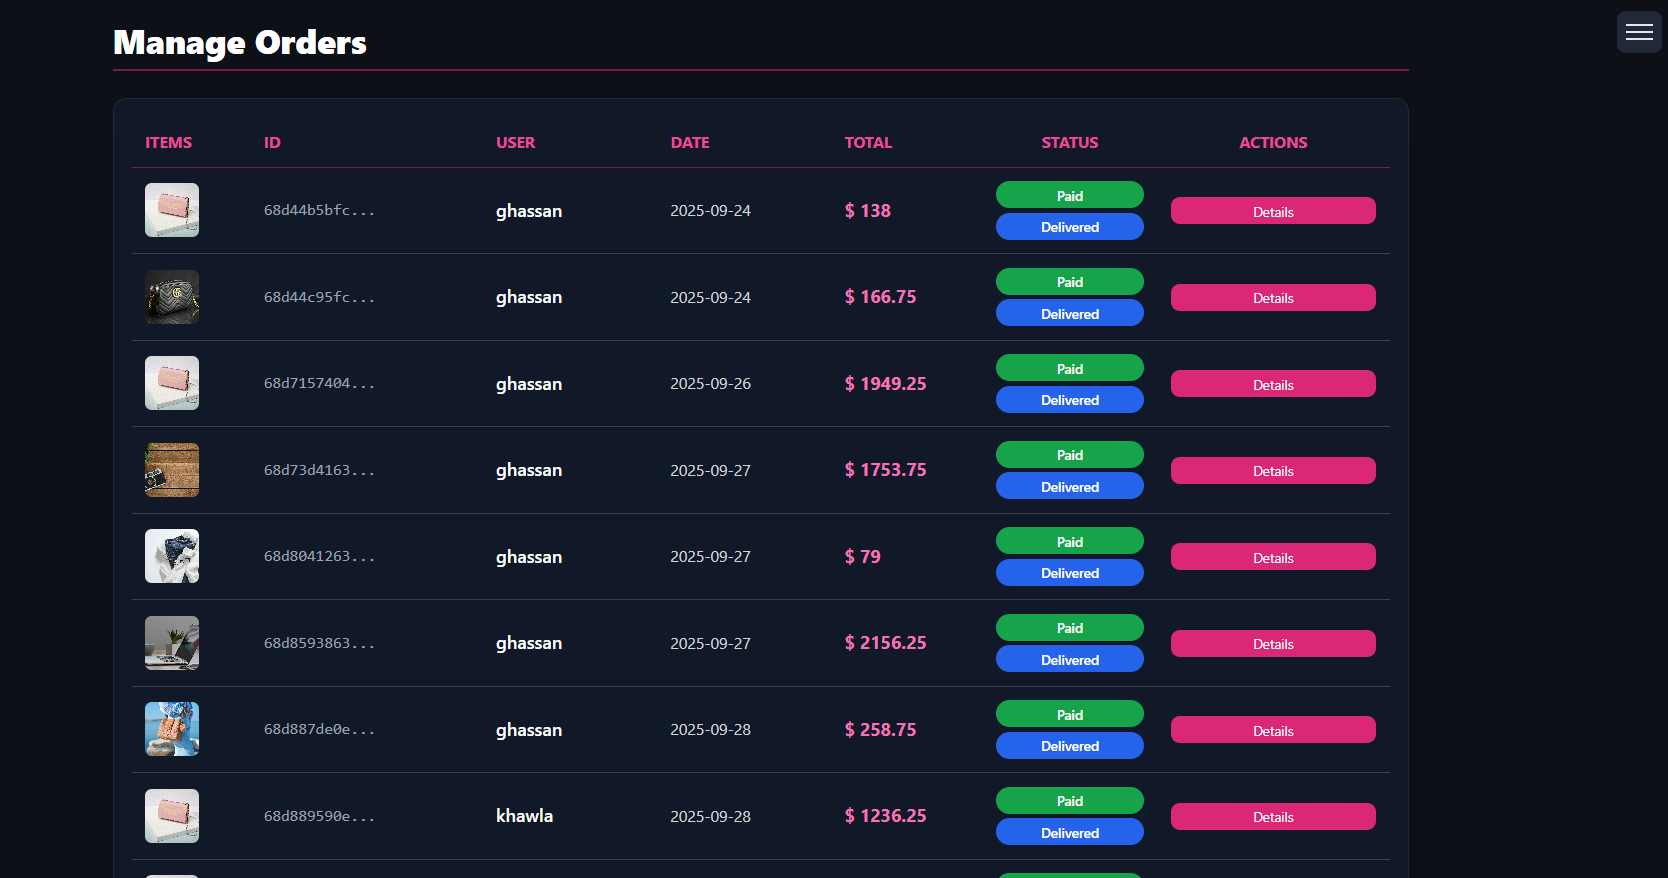 Manage Orders
ITEMS ID USER DATE TOTAL STATUS ACTIONS
68d44b5bfc... ghassan 2025-09-24 $ 138 Paid Delivered Details
68d44c95fc... ghassan 2025-09-24 $ 166.75 Paid Delivered Details
68d7157404... ghassan 2025-09-26 $ 1949.25 Paid Delivered Details
68d73d4163... ghassan 2025-09-27 $ 1753.75 Paid Delivered Details
68d8041263... ghassan 2025-09-27 $ 79 Paid Delivered Details
68d8593863... ghassan 2025-09-27 $ 2156.25 Paid Delivered Details
68d887de0e... ghassan 2025-09-28 $ 258.75 Paid Delivered Details
68d889590e... khawla 2025-09-28 $ 1236.25 Paid Delivered Details